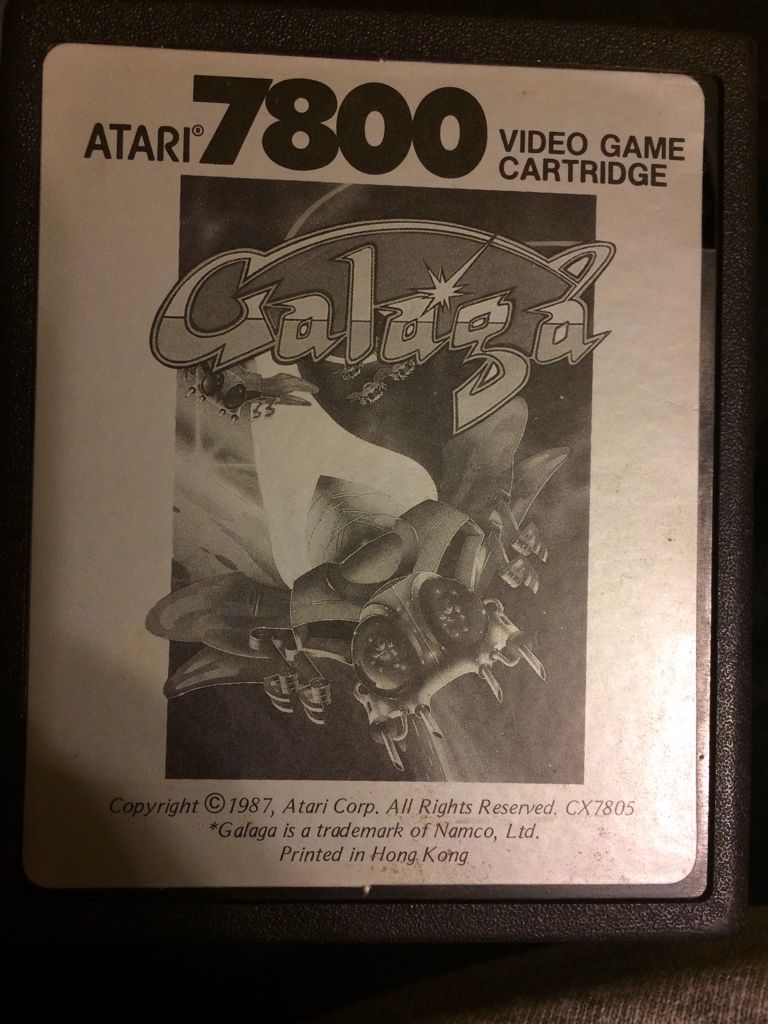 ATARI® 7800 VIDEO GAME
CARTRIDGE
Galaga
Copyright ©1987, Atari Corp. All Rights Reserved. CX7805
*Galaga is a trademark of Namco, Ltd.
Printed in Hong Kong